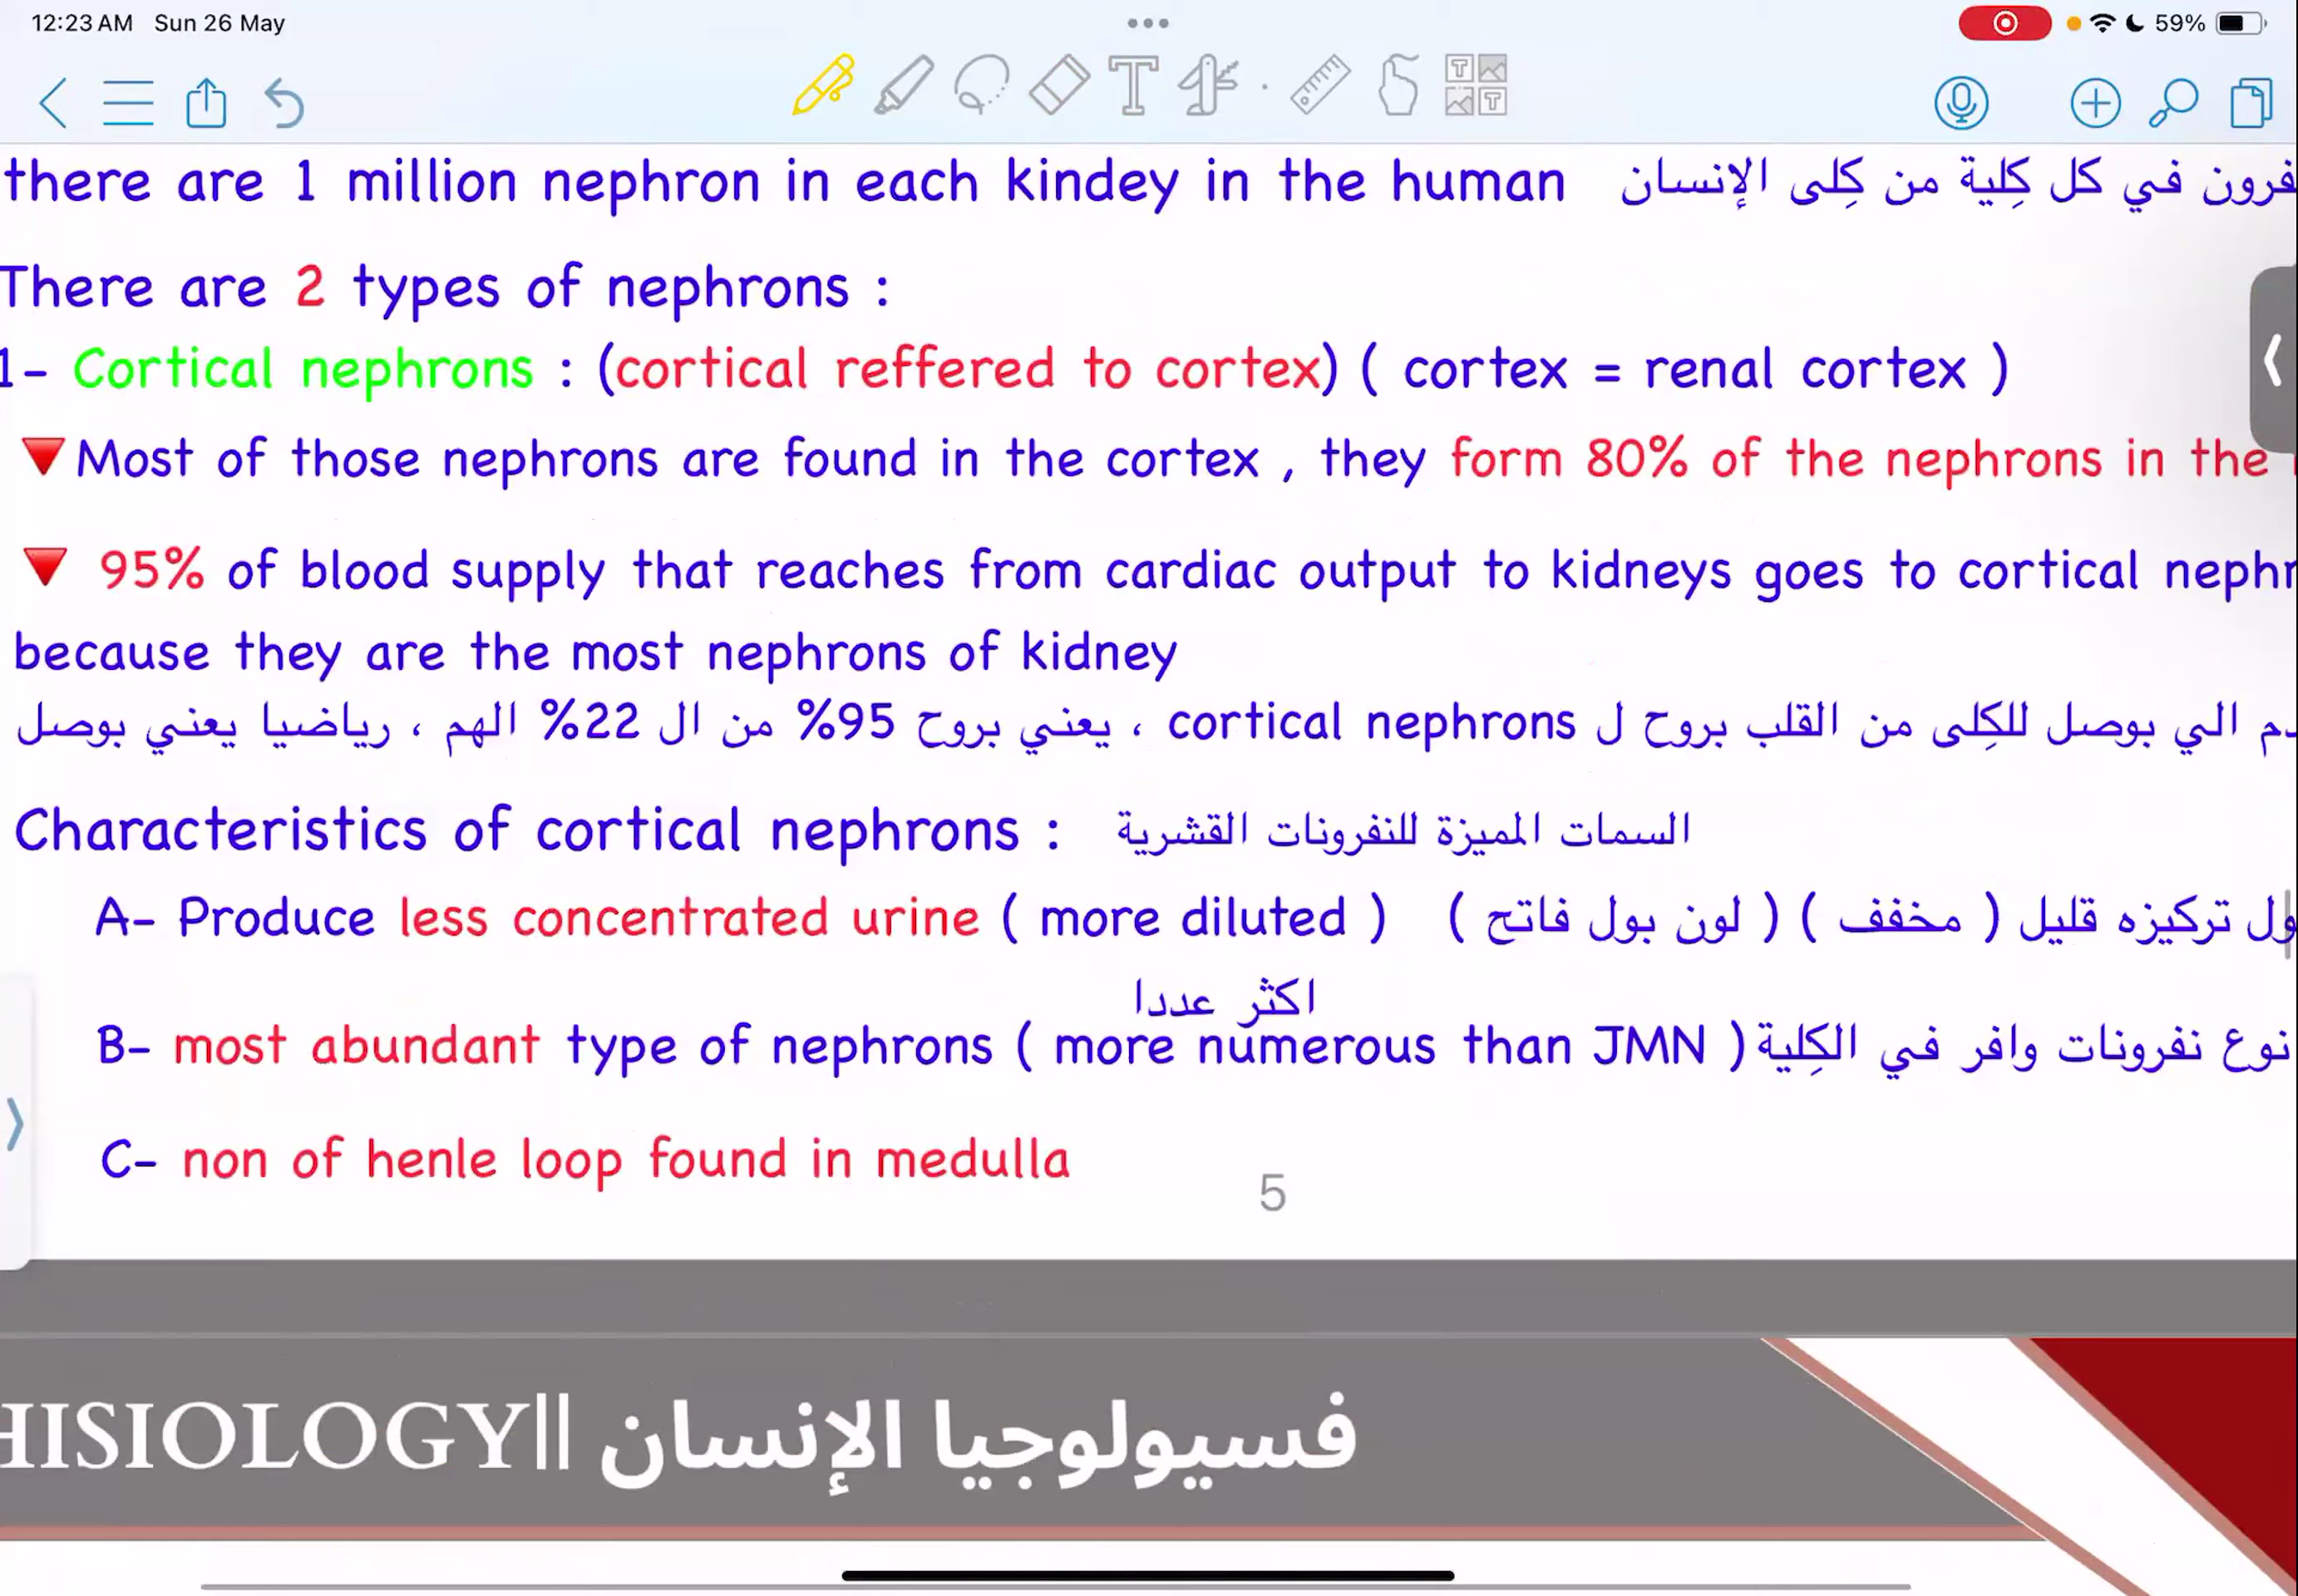 12:23 AM Sun 26 May 59%
there are 1 million nephron in each kindey in the human في كل كِلية من كِلى الإنسان
There are 2 types of nephrons :
1- Cortical nephrons : (cortical reffered to cortex) ( cortex = renal cortex )
Most of those nephrons are found in the cortex , they form 80% of the nephrons in the
95% of blood supply that reaches from cardiac output to kidneys goes to cortical
because they are the most nephrons of kidney
الي بوصل للكِلى من القلب بروح ل cortical nephrons ، يعني بروح 95% من ال 22% الهم ، رياضيا يعني بوصل
Characteristics of cortical nephrons : السمات المميزة للنفرونات القشرية
A- Produce less concentrated urine ( more diluted ) تركيزه قليل ( مخفف ) ( لون بول فاتح )
اكثر عددا
B- most abundant type of nephrons ( more numerous than JMN ) نوع نفرونات وافر في الكِلية
C- non of henle loop found in medulla
5
HISIOLOGY|| فسيولوجيا الإنسان